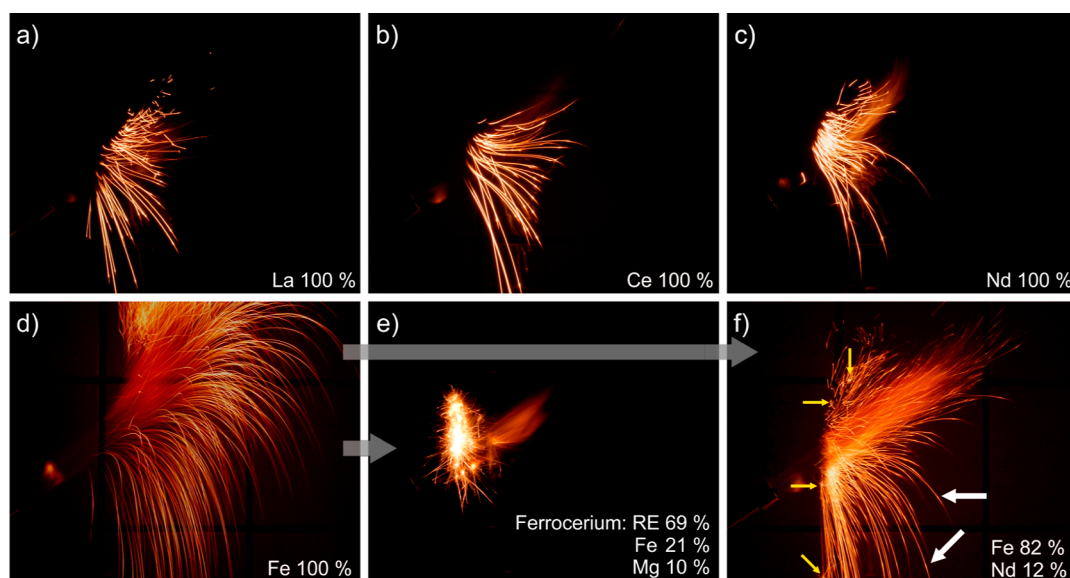 a)
La 100 %
b)
Ce 100 %
c)
Nd 100 %
d)
Fe 100 %
e)
Ferrocerium: RE 69 %
Fe 21 %
Mg 10 %
f)
Fe 82 %
Nd 12 %